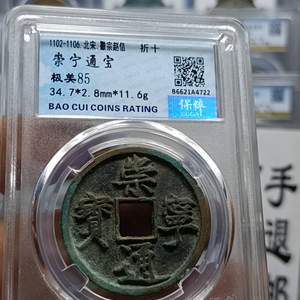 1102-1106 北宋·徽宗赵佶 折十
崇宁通宝
极美85
34.7*2.8mm*11.6g
BAO CUI COINS RATING
保粹
B6621A4722
崇
寶 寧
通
手
退